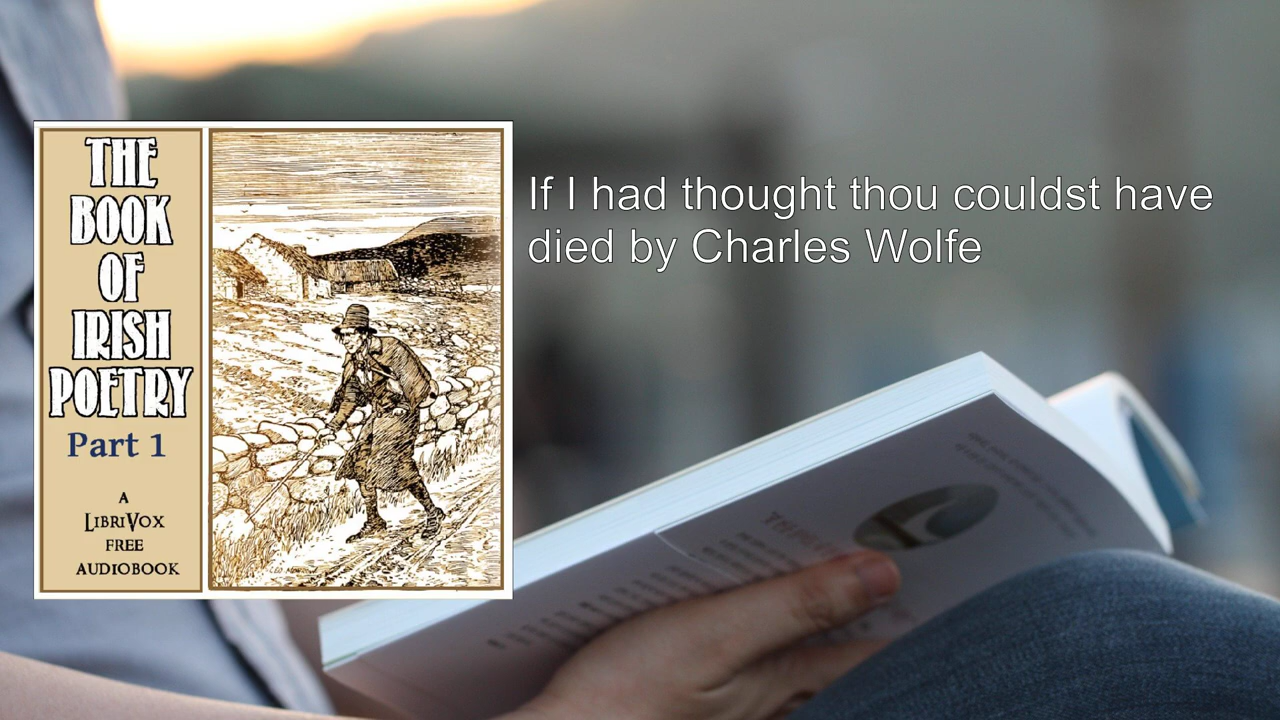 THE
BOOK
OF
IRISH
POETRY
Part 1
A
LIBRIVOX
FREE
AUDIOBOOK
If I had thought thou couldst have
died by Charles Wolfe